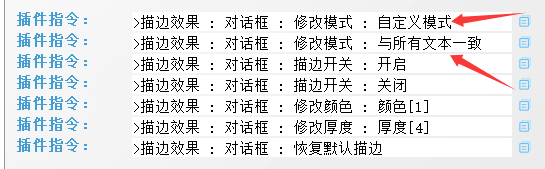 插件指令: >描边效果 : 对话框 : 修改模式 : 自定义模式
插件指令: >描边效果 : 对话框 : 修改模式 : 与所有文本一致
插件指令: >描边效果 : 对话框 : 描边开关 : 开启
插件指令: >描边效果 : 对话框 : 描边开关 : 关闭
插件指令: >描边效果 : 对话框 : 修改颜色 : 颜色[1]
插件指令: >描边效果 : 对话框 : 修改厚度 : 厚度[4]
插件指令: >描边效果 : 对话框 : 恢复默认描边